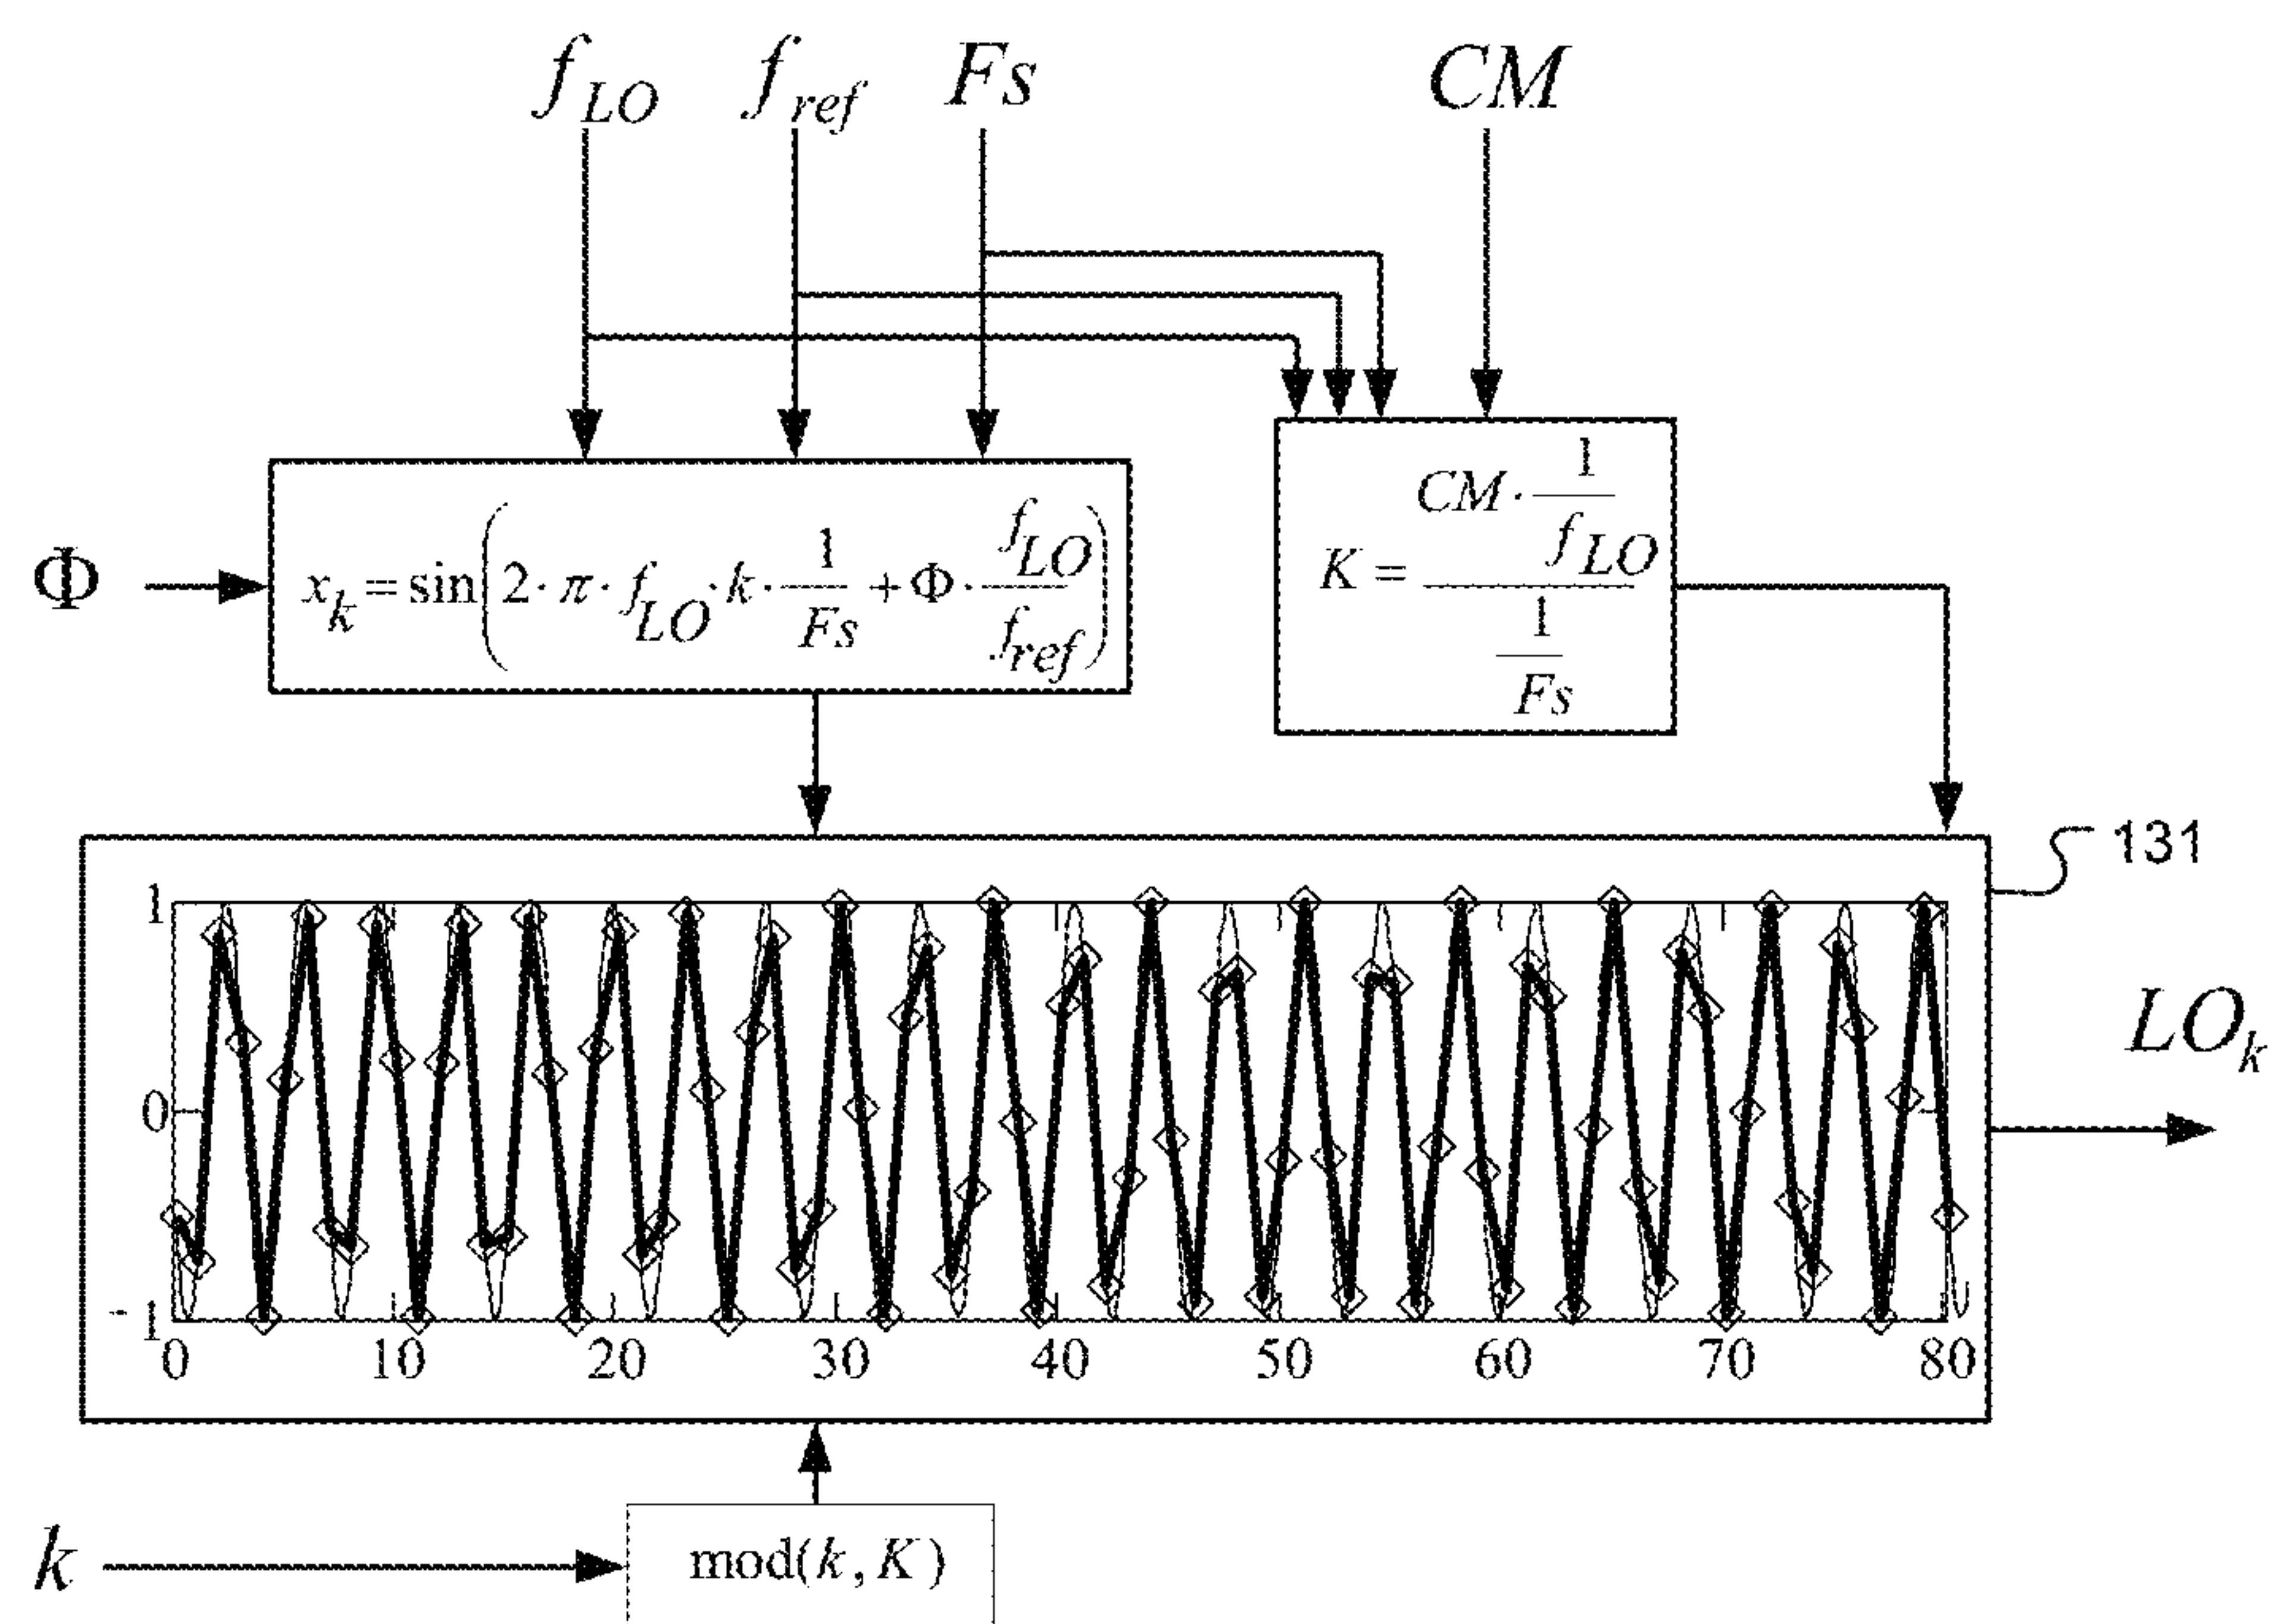 f_LO f_ref Fs CM
Φ
x_k = sin(2 · π · f_LO · k · 1/Fs + Φ · f_LO/f_ref)
K = (CM · 1/f_LO)/(1/Fs)
131
1
0
-1
0 10 20 30 40 50 60 70 80
LO_k
k
mod(k, K)